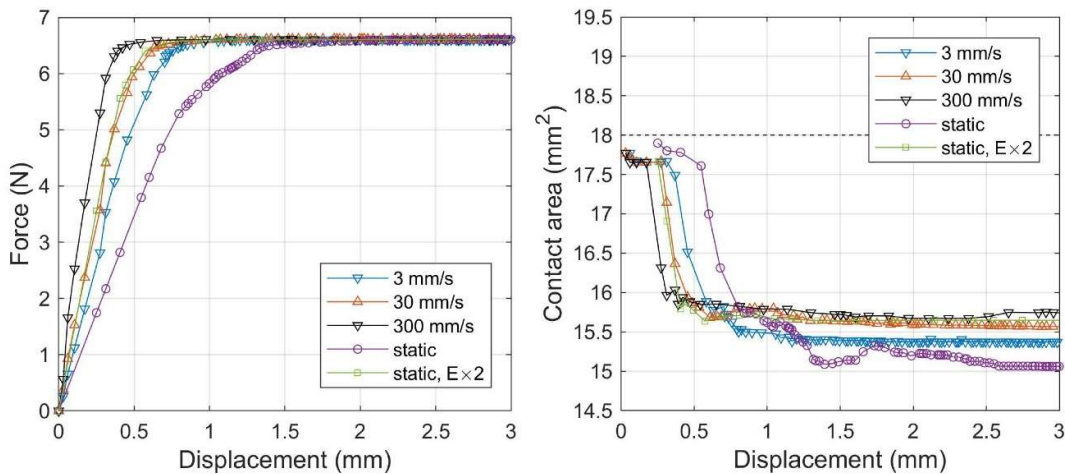 7
6
5
4
3
2
1
0
Force (N)
0
0.5
1
1.5
2
2.5
3
Displacement (mm)
3 mm/s
30 mm/s
300 mm/s
static
static, E×2
19.5
19
18.5
18
17.5
17
16.5
16
15.5
15
14.5
Contact area (mm²)
0
0.5
1
1.5
2
2.5
3
Displacement (mm)
3 mm/s
30 mm/s
300 mm/s
static
static, E×2